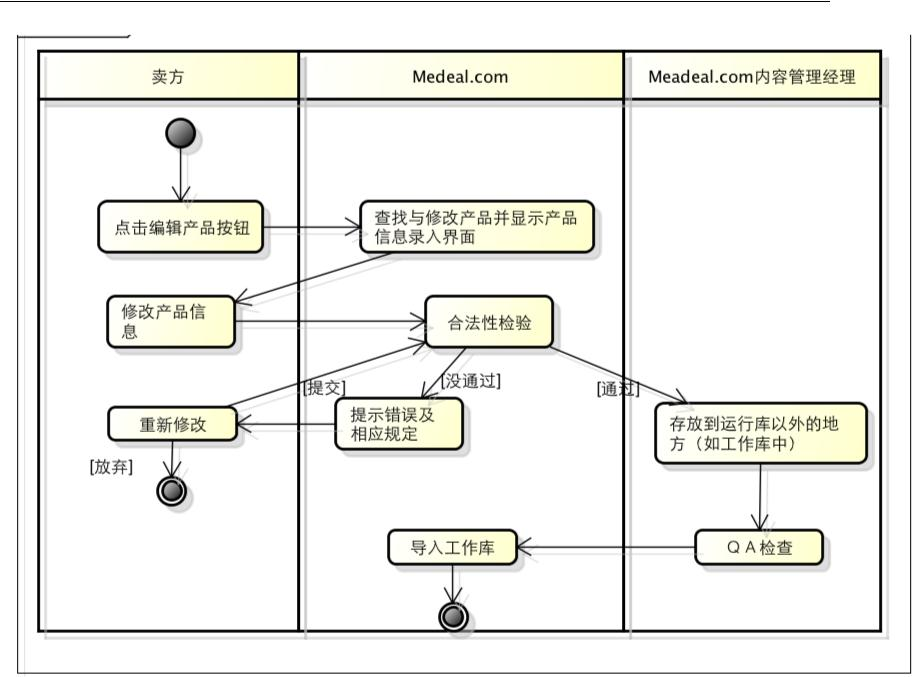 卖方
Medeal.com
Meadeal.com内容管理经理
点击编辑产品按钮
查找与修改产品并显示产品
信息录入界面
修改产品信
息
合法性检验
[提交]
[没通过]
[通过]
重新修改
提示错误及
相应规定
存放到运行库以外的地
方（如工作库中）
[放弃]
导入工作库
ＱＡ检查